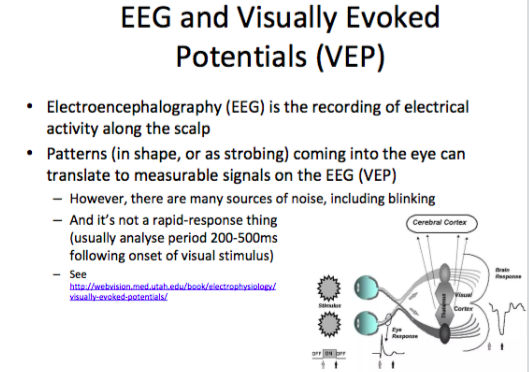 EEG and Visually Evoked
Potentials (VEP)
• Electroencephalography (EEG) is the recording of electrical
activity along the scalp
• Patterns (in shape, or as strobing) coming into the eye can
translate to measurable signals on the EEG (VEP)
– However, there are many sources of noise, including blinking
– And it's not a rapid-response thing
(usually analyse period 200-500ms
following onset of visual stimulus)
– See
http://webvision.med.utah.edu/book/electrophysiology/
visually-evoked-potentials/
Cerebral Cortex
Brain
Response
Stimulus
Thalamus
Visual
Cortex
Eye
Response
OFF ON OFF